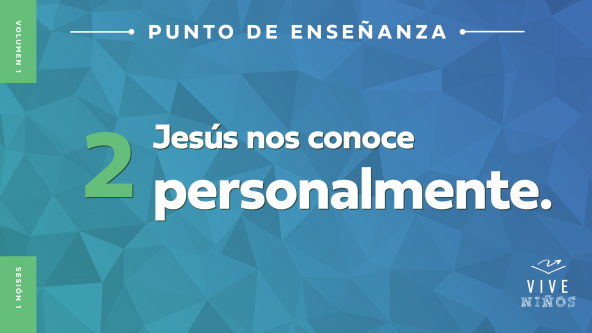 VOLUMEN 1
PUNTO DE ENSEÑANZA
2
Jesús nos conoce
personalmente.
SESIÓN 1
VIVE
NIÑOS